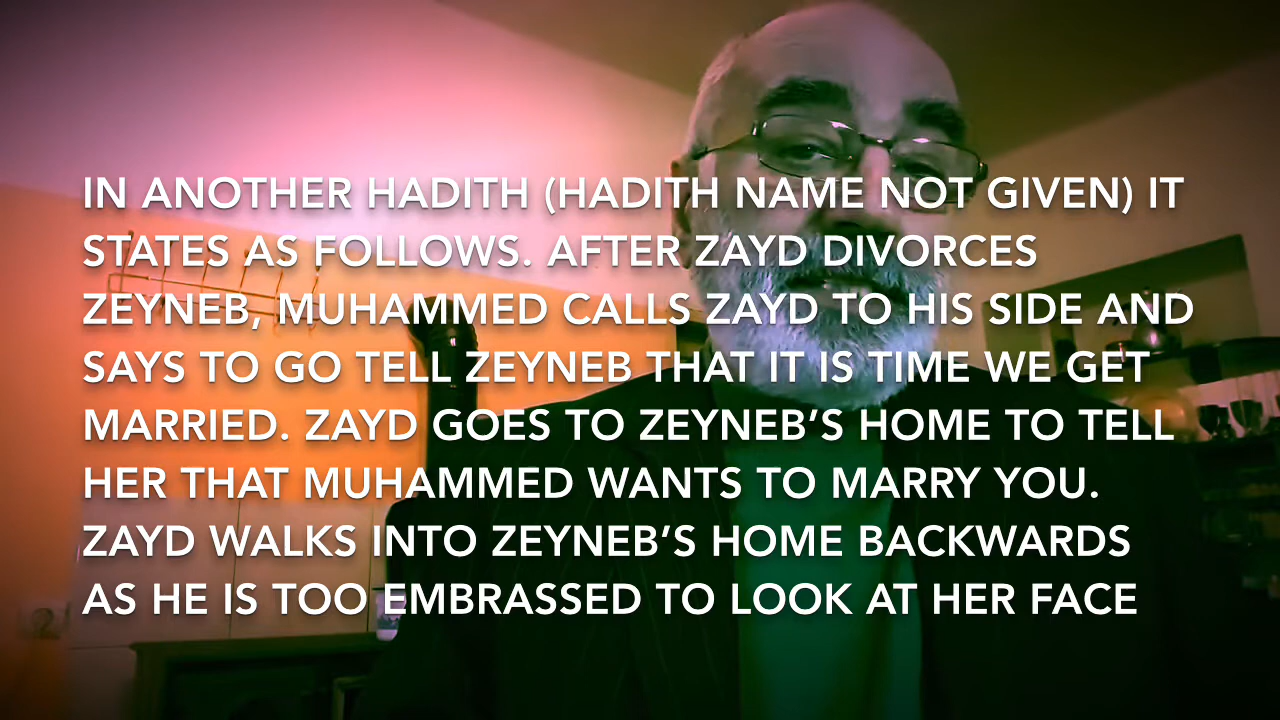 IN ANOTHER HADITH (HADITH NAME NOT GIVEN) IT
STATES AS FOLLOWS. AFTER ZAYD DIVORCES
ZEYNEB, MUHAMMED CALLS ZAYD TO HIS SIDE AND
SAYS TO GO TELL ZEYNEB THAT IT IS TIME WE GET
MARRIED. ZAYD GOES TO ZEYNEB’S HOME TO TELL
HER THAT MUHAMMED WANTS TO MARRY YOU.
ZAYD WALKS INTO ZEYNEB’S HOME BACKWARDS
AS HE IS TOO EMBRASSED TO LOOK AT HER FACE